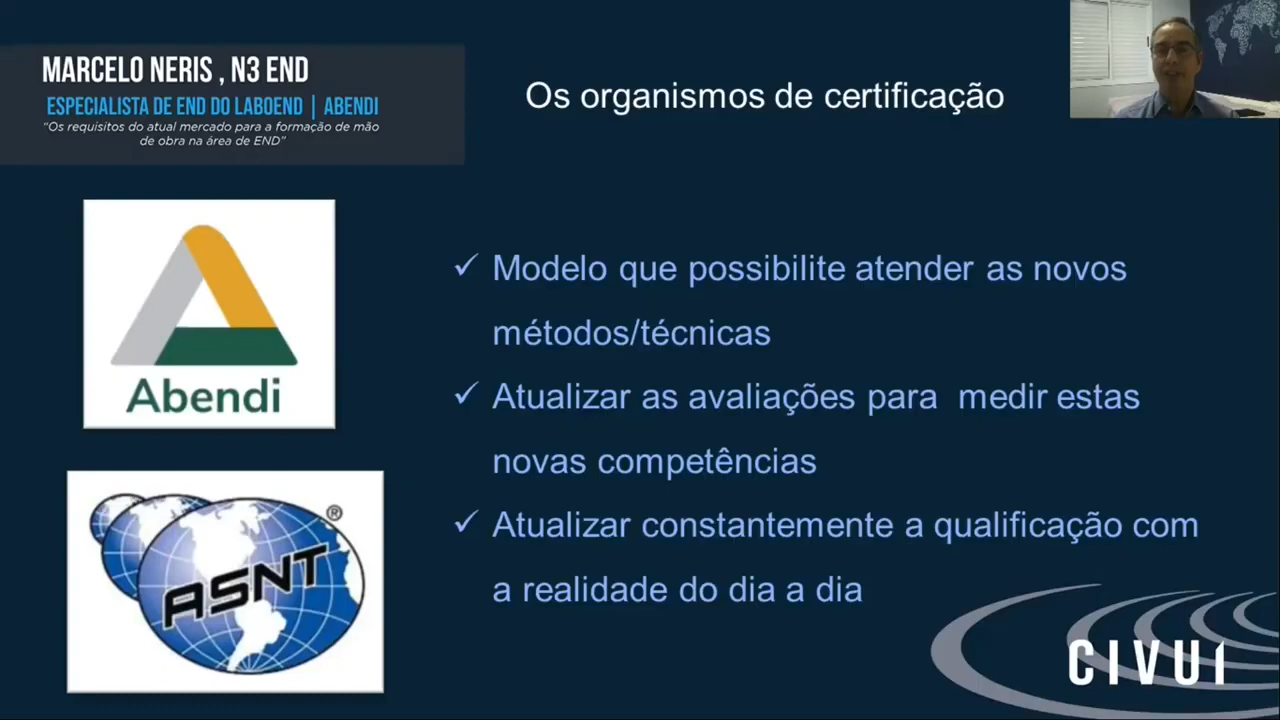 MARCELO NERIS , N3 END
ESPECIALISTA DE END DO LABOEND | ABENDI
“Os requisitos do atual mercado para a formação de mão
de obra na área de END”
Os organismos de certificação
Abendi
ASNT
®
Modelo que possibilite atender as novos
métodos/técnicas
Atualizar as avaliações para medir estas
novas competências
Atualizar constantemente a qualificação com
a realidade do dia a dia
CIVUI